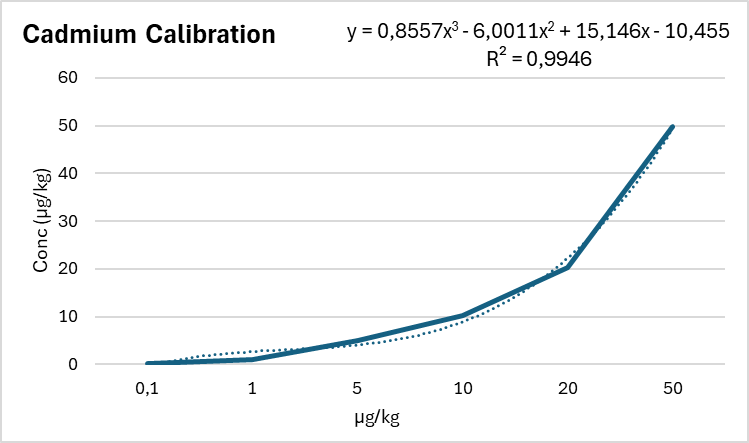 Cadmium Calibration
y = 0,8557x³ - 6,0011x² + 15,146x - 10,455
R² = 0,9946
60
50
40
30
20
10
0
Conc (µg/kg)
0,1 1 5 10 20 50
µg/kg